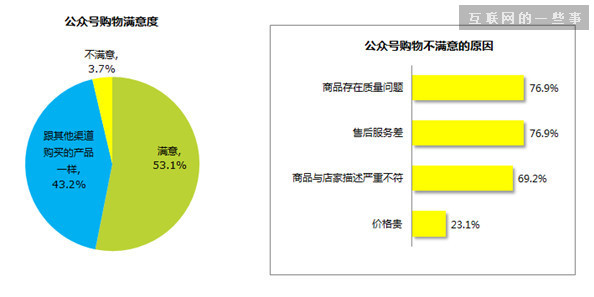 互联网的一些事
公众号购物满意度
不满意,
3.7%
跟其他渠道
购买的产品
一样,
43.2%
满意,
53.1%
公众号购物不满意的原因
商品存在质量问题
76.9%
售后服务差
76.9%
商品与店家描述严重不符
69.2%
价格贵
23.1%